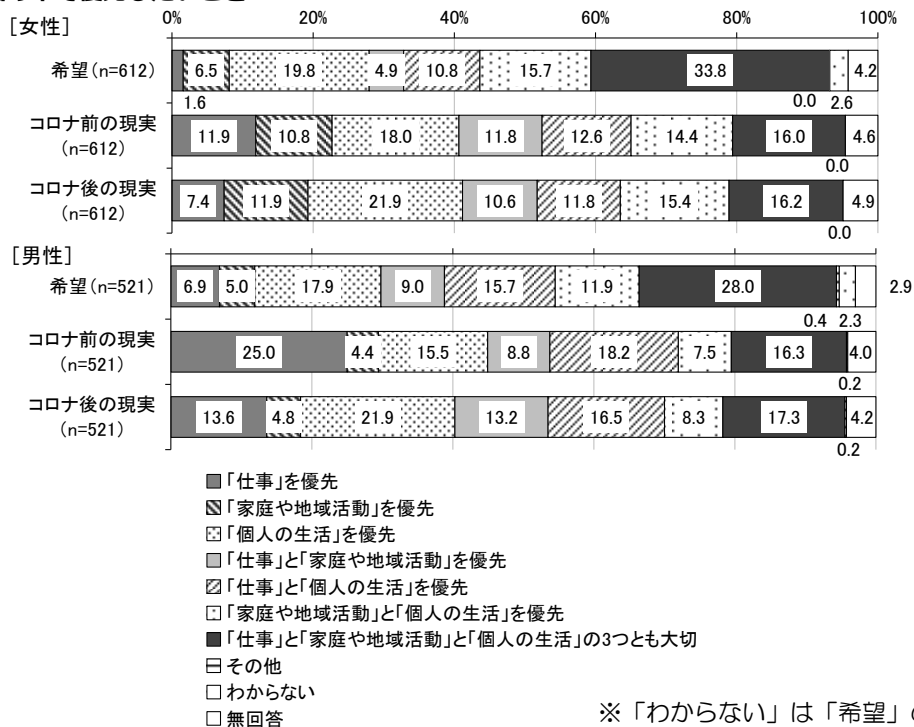 0% 20% 40% 60% 80% 100%
[女性]
希望(n=612) 6.5 19.8 4.9 10.8 15.7 33.8 4.2
1.6 0.0 2.6
コロナ前の現実
(n=612)
11.9 10.8 18.0 11.8 12.6 14.4 16.0 4.6
0.0
コロナ後の現実
(n=612)
7.4 11.9 21.9 10.6 11.8 15.4 16.2 4.9
0.0
[男性]
希望(n=521) 6.9 5.0 17.9 9.0 15.7 11.9 28.0 2.9
0.4 2.3
コロナ前の現実
(n=521)
25.0 4.4 15.5 8.8 18.2 7.5 16.3 4.0
0.2
コロナ後の現実
(n=521)
13.6 4.8 21.9 13.2 16.5 8.3 17.3 4.2
0.2
「仕事」を優先
「家庭や地域活動」を優先
「個人の生活」を優先
「仕事」と「家庭や地域活動」を優先
「仕事」と「個人の生活」を優先
「家庭や地域活動」と「個人の生活」を優先
「仕事」と「家庭や地域活動」と「個人の生活」の3つとも大切
その他
わからない
無回答
※「わからない」は「希望」